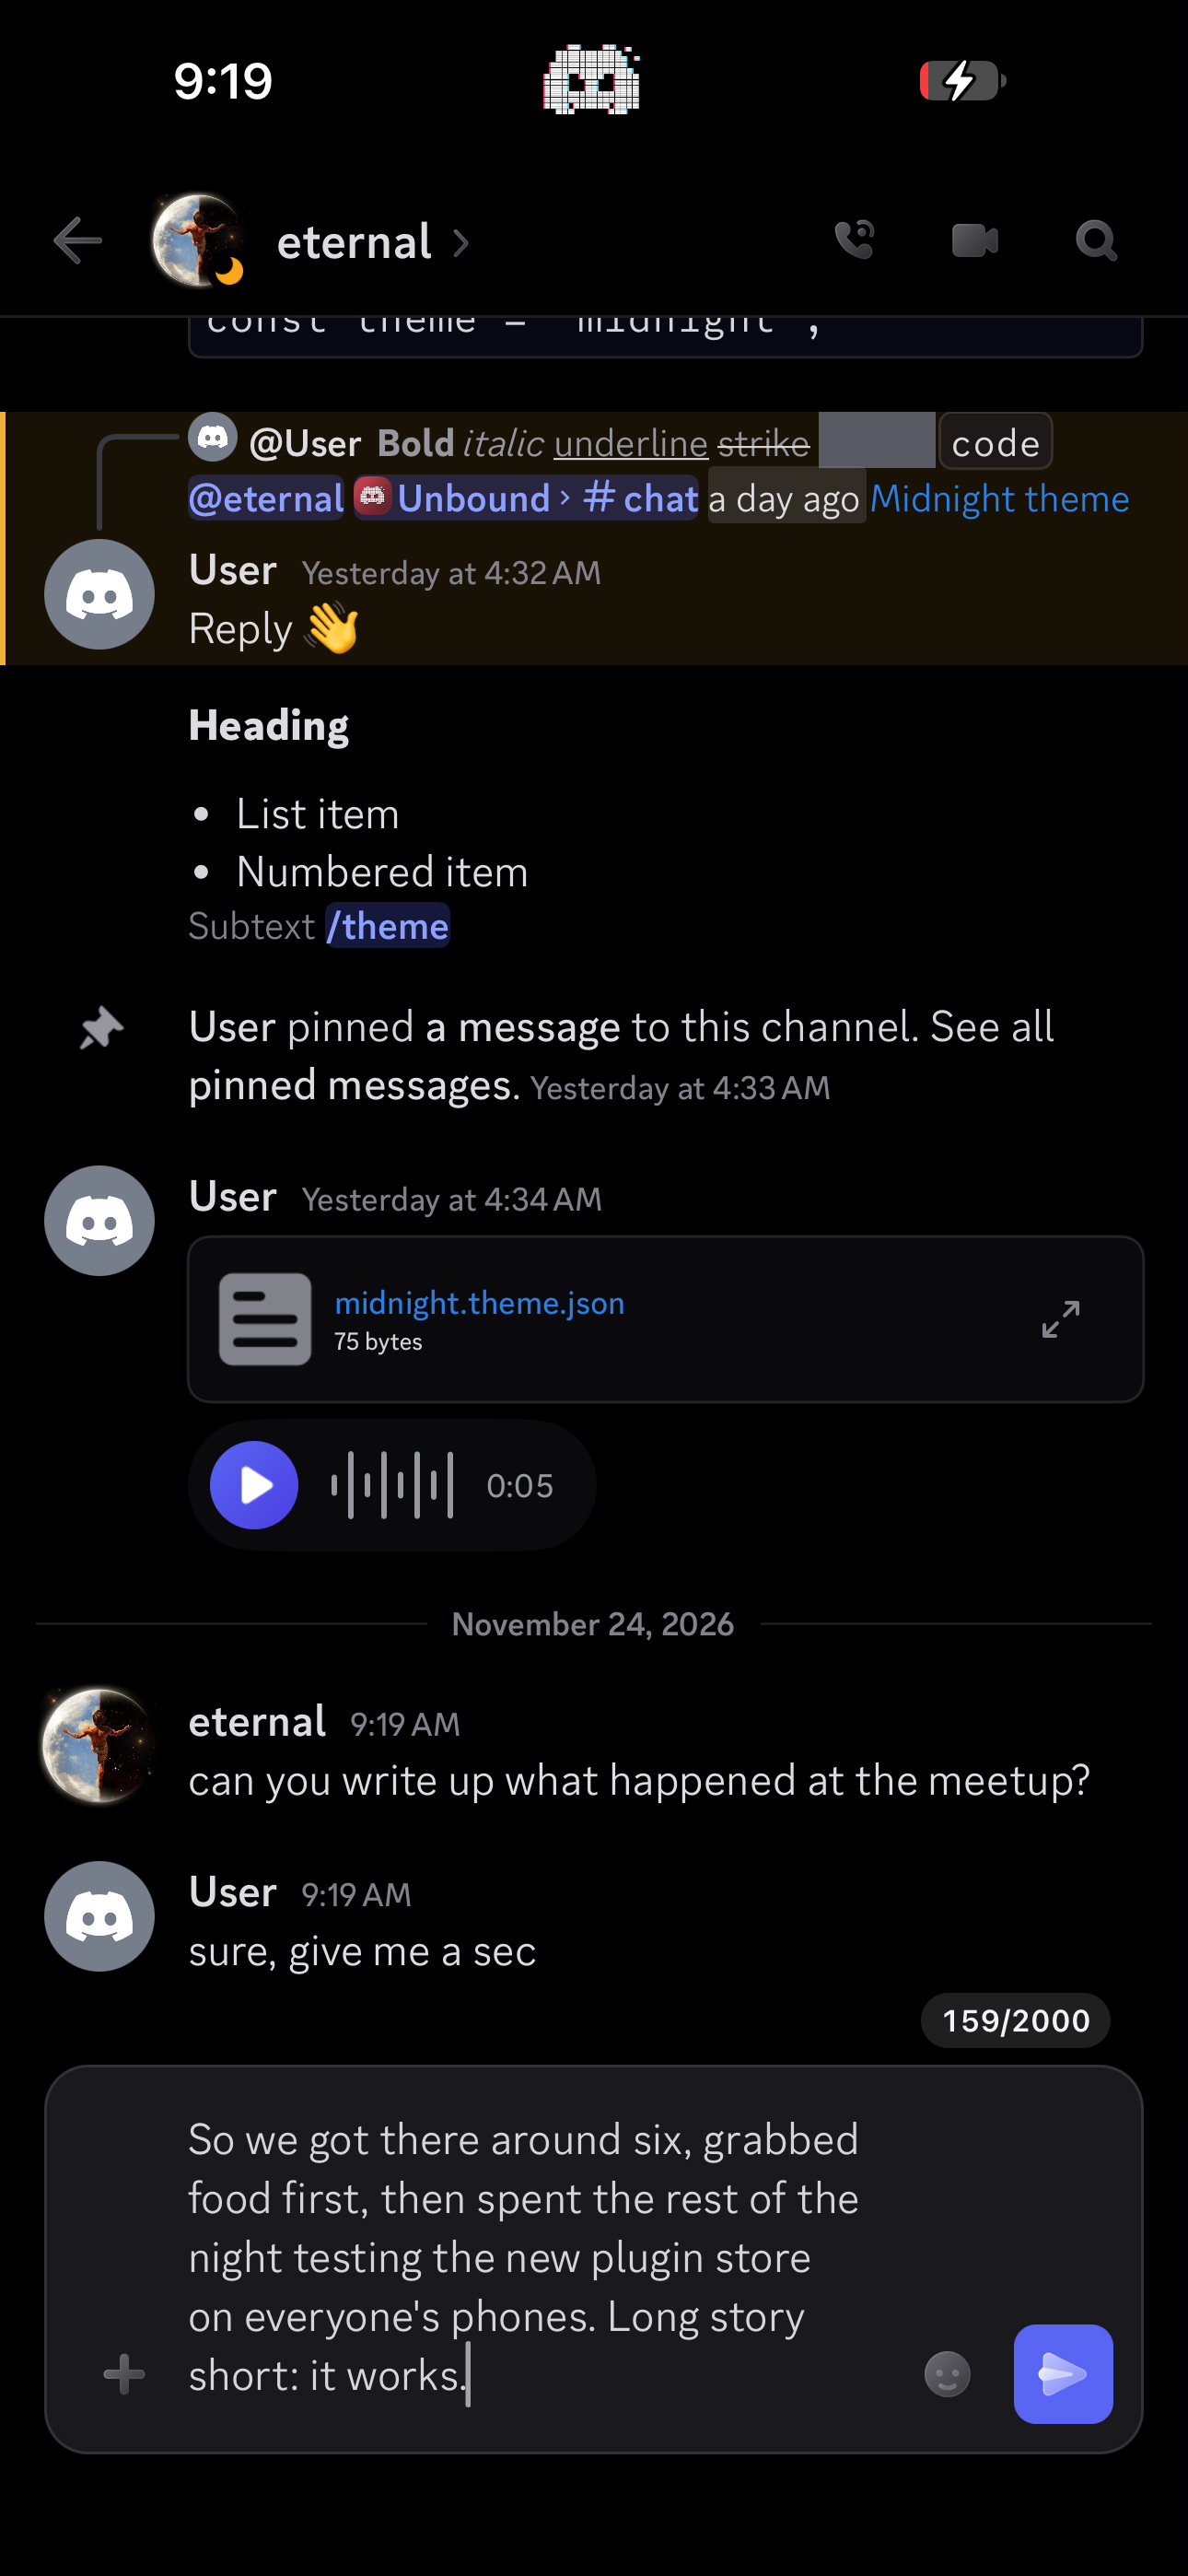 9:19
eternal
const theme = "midnight";
@User Bold italic underline strike code
@eternal Unbound › # chat a day ago Midnight theme
User Yesterday at 4:32 AM
Reply 👋
Heading
• List item
• Numbered item
Subtext /theme
User pinned a message to this channel. See all
pinned messages. Yesterday at 4:33 AM
User Yesterday at 4:34 AM
midnight.theme.json
75 bytes
0:05
November 24, 2026
eternal 9:19 AM
can you write up what happened at the meetup?
User 9:19 AM
sure, give me a sec
159/2000
So we got there around six, grabbed
food first, then spent the rest of the
night testing the new plugin store
on everyone's phones. Long story
short: it works.